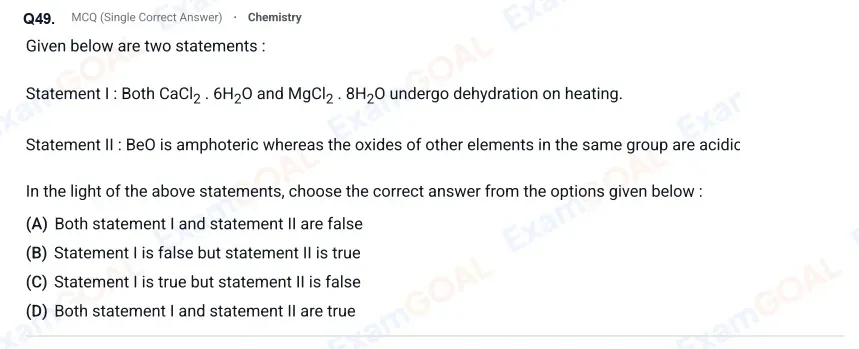 Q49. MCQ (Single Correct Answer) · Chemistry
Given below are two statements :
Statement I : Both CaCl₂ . 6H₂O and MgCl₂ . 8H₂O undergo dehydration on heating.
Statement II : BeO is amphoteric whereas the oxides of other elements in the same group are acidic
In the light of the above statements, choose the correct answer from the options given below :
(A) Both statement I and statement II are false
(B) Statement I is false but statement II is true
(C) Statement I is true but statement II is false
(D) Both statement I and statement II are true
ExamGOAL